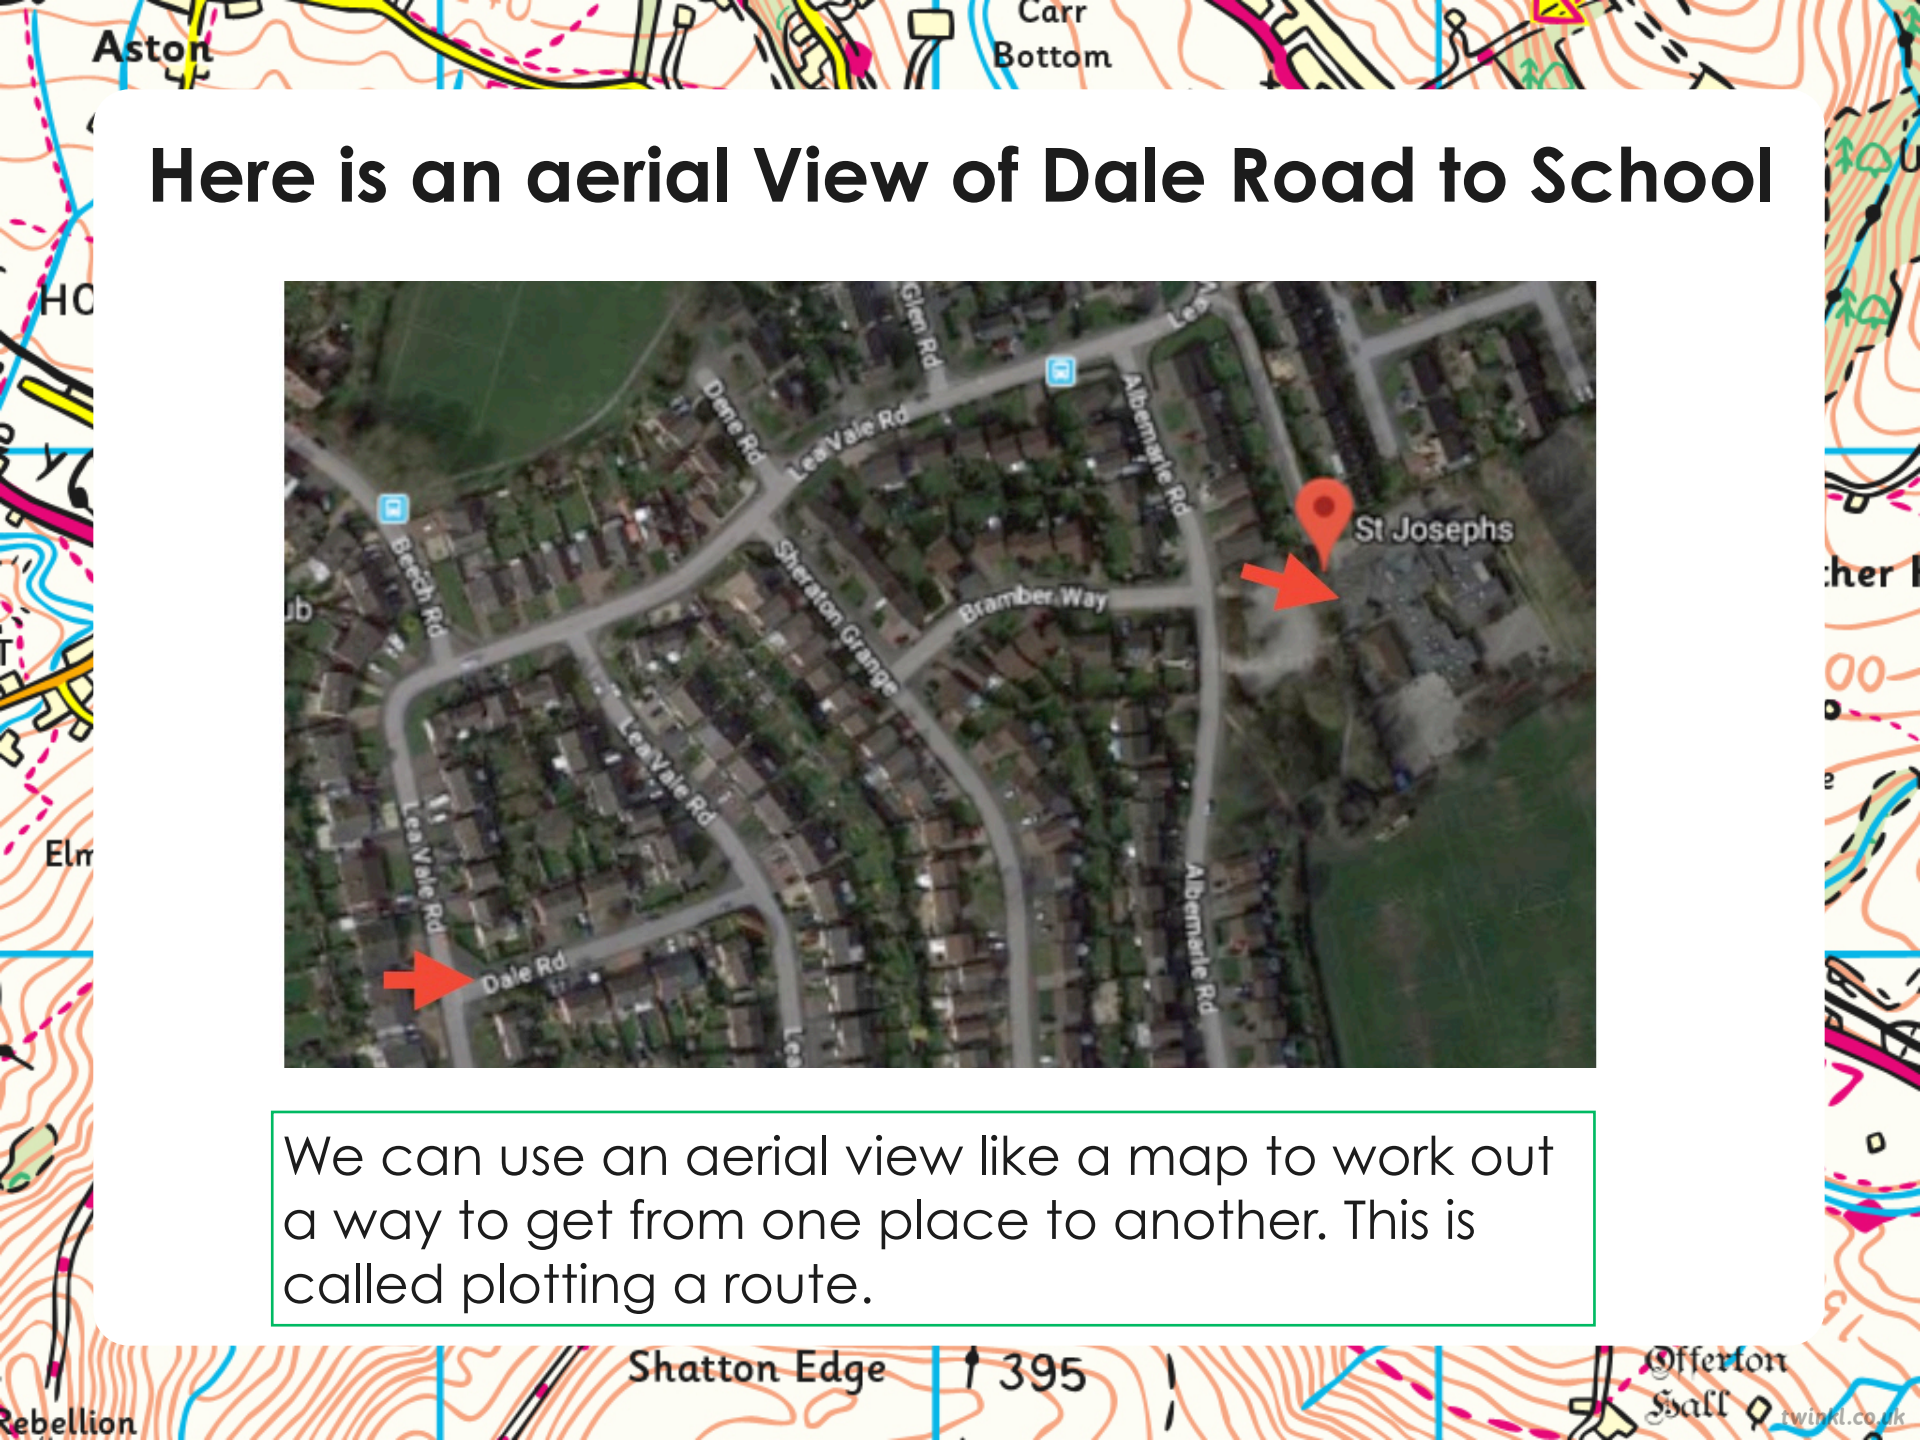 Aston
Carr
Bottom
Here is an aerial View of Dale Road to School
Glen Rd
Dene Rd
Lea Vale Rd
Albemarle Rd
St Josephs
Beech Rd
Sheraton Grange
Bramber Way
Lea Vale Rd
Lea Vale Rd
Albemarle Rd
Dale Rd
Lea
We can use an aerial view like a map to work out
a way to get from one place to another. This is
called plotting a route.
Shatton Edge
395
Offerton
Hall
Rebellion
twinkl.co.uk